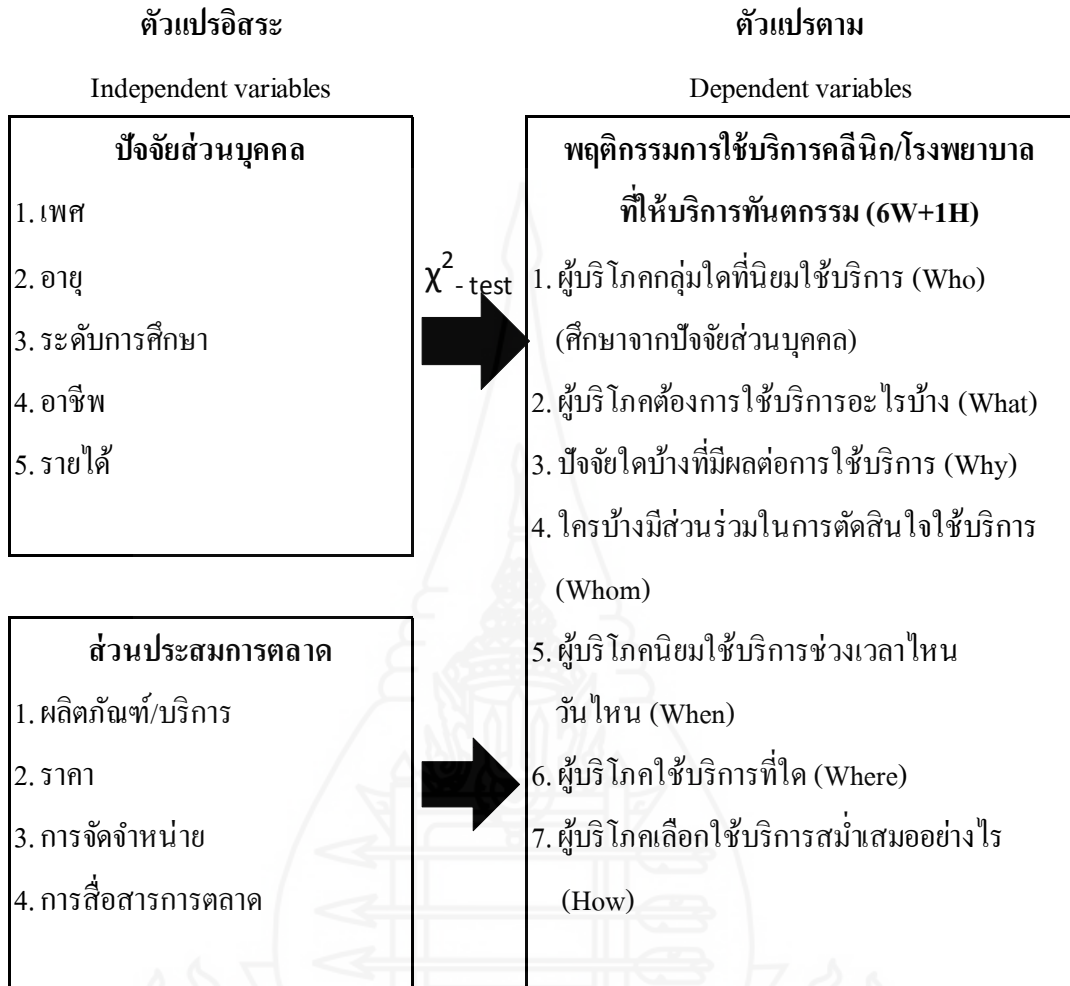 ตัวแปรอิสระ
Independent variables
ปัจจัยส่วนบุคคล
1. เพศ
2. อายุ
3. ระดับการศึกษา
4. อาชีพ
5. รายได้
ส่วนประสมการตลาด
1. ผลิตภัณฑ์/บริการ
2. ราคา
3. การจัดจำหน่าย
4. การสื่อสารการตลาด
χ² - test
ตัวแปรตาม
Dependent variables
พฤติกรรมการใช้บริการคลีนิก/โรงพยาบาล
ที่ให้บริการทันตกรรม (6W+1H)
1. ผู้บริโภคกลุ่มใดที่นิยมใช้บริการ (Who)
(ศึกษาจากปัจจัยส่วนบุคคล)
2. ผู้บริโภคต้องการใช้บริการอะไรบ้าง (What)
3. ปัจจัยใดบ้างที่มีผลต่อการใช้บริการ (Why)
4. ใครบ้างมีส่วนร่วมในการตัดสินใจใช้บริการ
(Whom)
5. ผู้บริโภคนิยมใช้บริการช่วงเวลาไหน
วันไหน (When)
6. ผู้บริโภคใช้บริการที่ใด (Where)
7. ผู้บริโภคเลือกใช้บริการสม่ำเสมออย่างไร
(How)